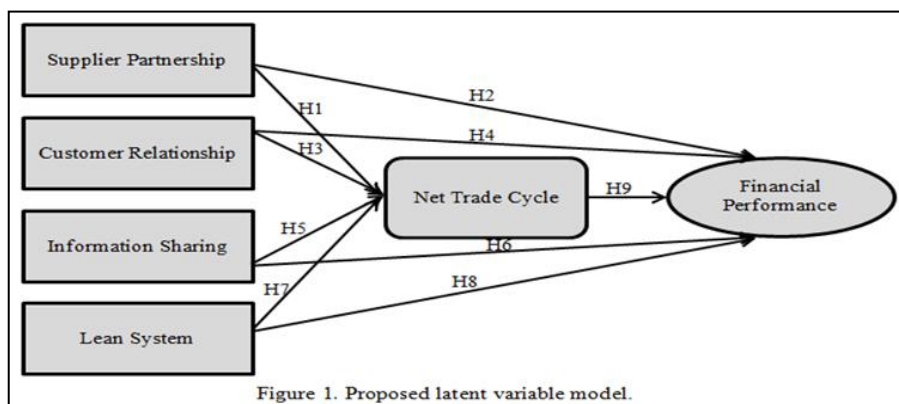 Supplier Partnership
H2
H1
H4
Customer Relationship
H3
Net Trade Cycle
H9
Financial
Performance
Information Sharing
H5
H6
H7
H8
Lean System
Figure 1. Proposed latent variable model.